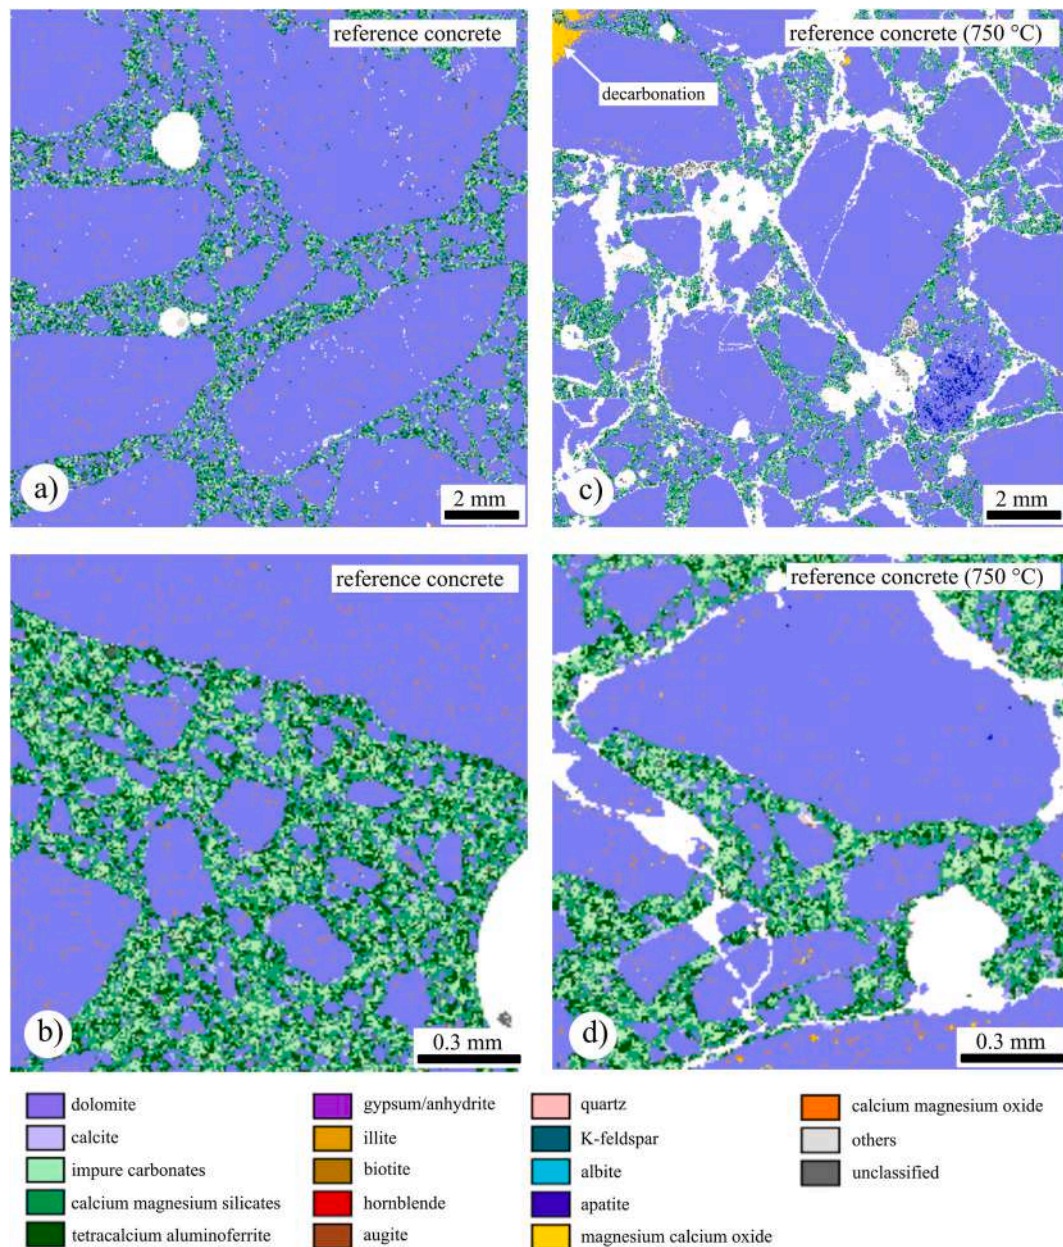 reference concrete
a)
2 mm
reference concrete (750 °C)
decarbonation
c)
2 mm
reference concrete
b)
0.3 mm
reference concrete (750 °C)
d)
0.3 mm
dolomite
calcite
impure carbonates
calcium magnesium silicates
tetracalcium aluminoferrite
gypsum/anhydrite
illite
biotite
hornblende
augite
quartz
K-feldspar
albite
apatite
magnesium calcium oxide
calcium magnesium oxide
others
unclassified